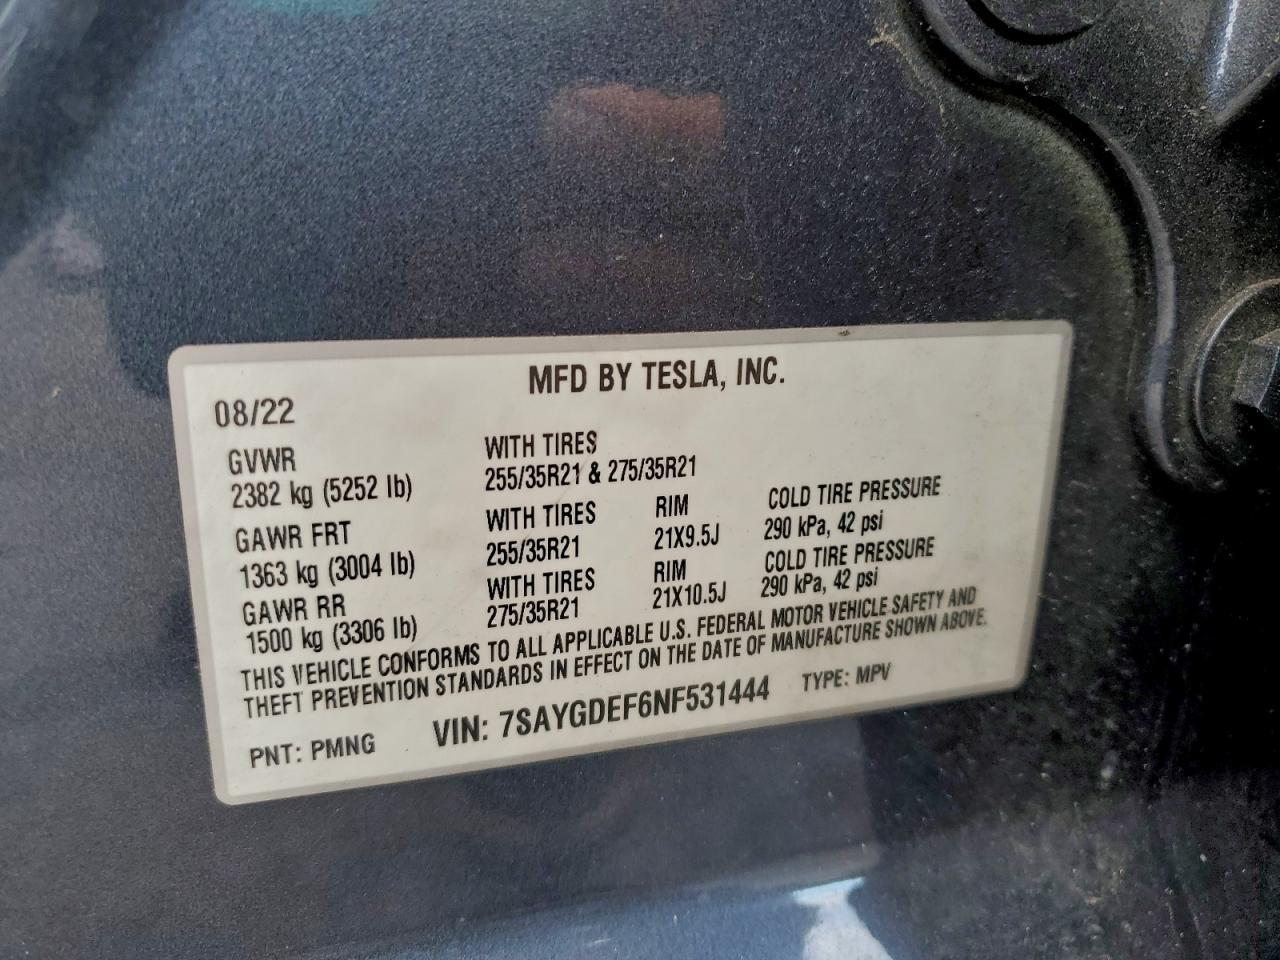 MFD BY TESLA, INC.
08/22
GVWR WITH TIRES
2382 kg (5252 lb) 255/35R21 & 275/35R21
GAWR FRT WITH TIRES RIM COLD TIRE PRESSURE
1363 kg (3004 lb) 255/35R21 21X9.5J 290 kPa, 42 psi
GAWR RR WITH TIRES RIM COLD TIRE PRESSURE
1500 kg (3306 lb) 275/35R21 21X10.5J 290 kPa, 42 psi
THIS VEHICLE CONFORMS TO ALL APPLICABLE U.S. FEDERAL MOTOR VEHICLE SAFETY AND
THEFT PREVENTION STANDARDS IN EFFECT ON THE DATE OF MANUFACTURE SHOWN ABOVE.
PNT: PMNG VIN: 7SAYGDEF6NF531444 TYPE: MPV